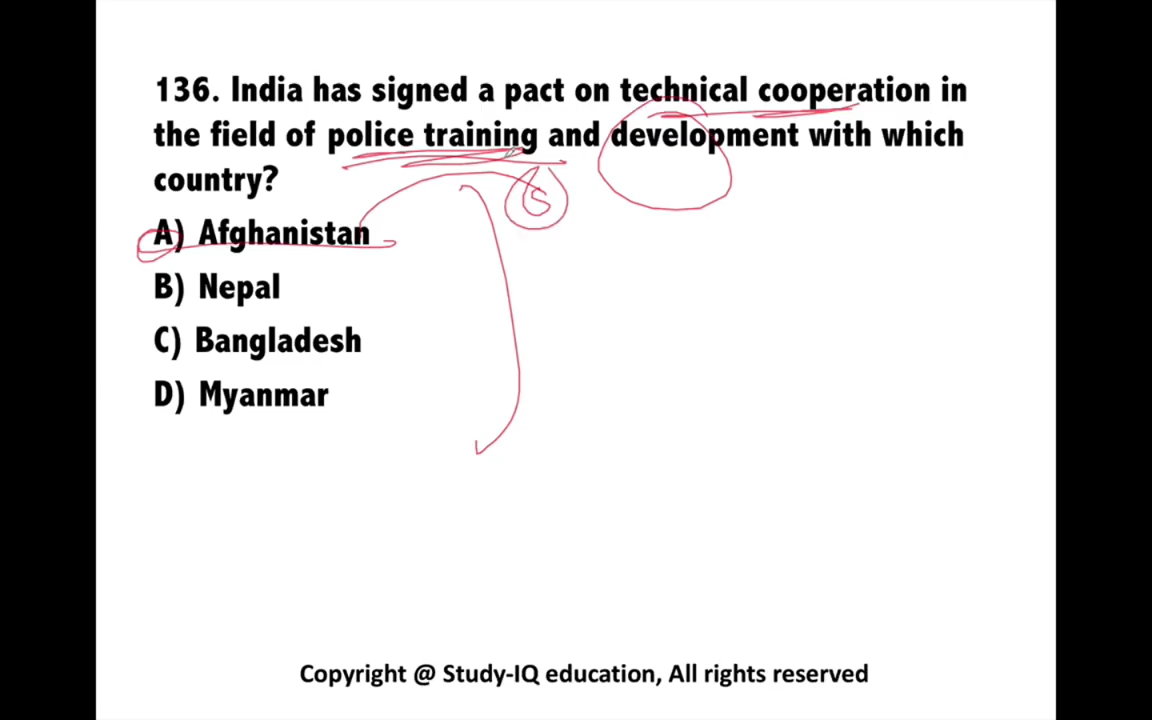 136. India has signed a pact on technical cooperation in
the field of police training and development with which
country?
A) Afghanistan
B) Nepal
C) Bangladesh
D) Myanmar
Copyright @ Study-IQ education, All rights reserved